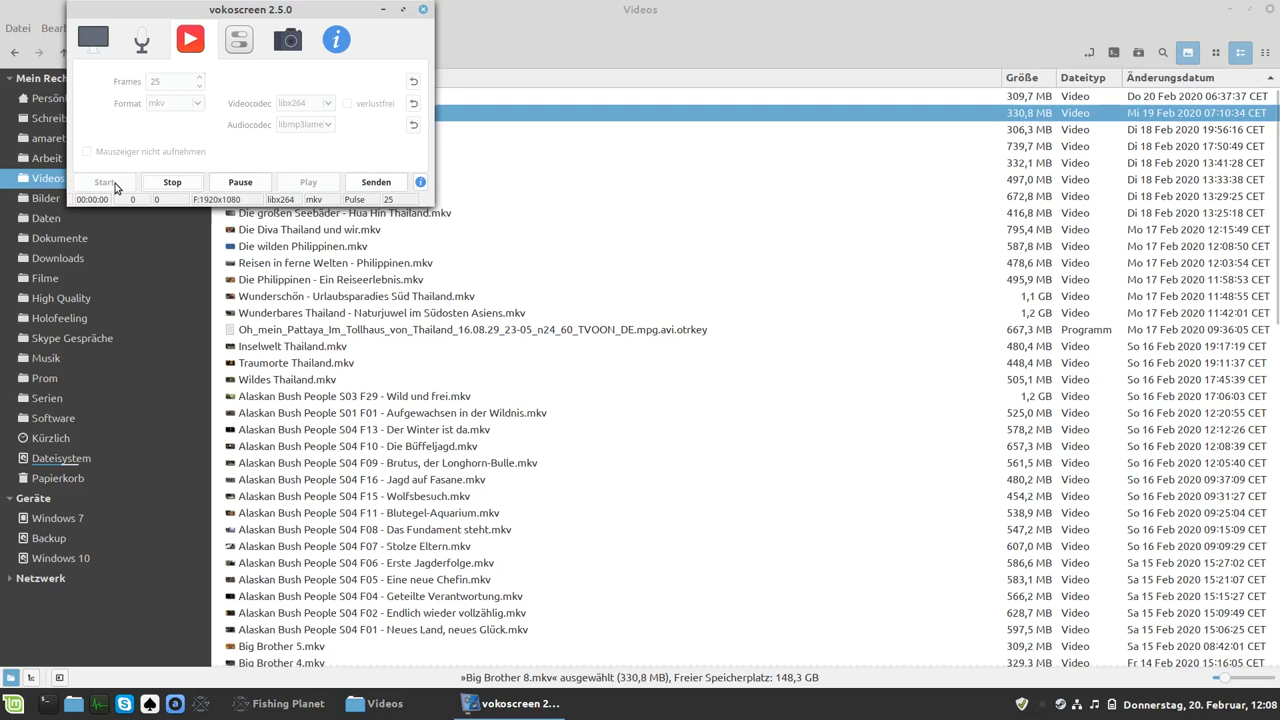 vokoscreen 2.5.0
Videos
Datei
Frames
25
Format
mkv
Videocodec
libx264
verlustfrei
Audiocodec
libmp3lame
Mauszeiger nicht aufnehmen
Start
Stop
Pause
Play
Senden
00:00:00
0
0
F:1920x1080
libx264
mkv
Pulse
25
Mein Rec
Schreib
amaret
Arbeit
Videos
Bilder
Daten
Dokumente
Downloads
Filme
High Quality
Holofeeling
Skype Gespräche
Musik
Prom
Serien
Software
Kürzlich
Dateisystem
Papierkorb
Geräte
Windows 7
Backup
Windows 10
Netzwerk
Größe Dateityp Änderungsdatum
309,7 MB Video Do 20 Feb 2020 06:37:37 CET
330,8 MB Video Mi 19 Feb 2020 07:10:34 CET
306,3 MB Video Di 18 Feb 2020 19:56:16 CET
739,7 MB Video Di 18 Feb 2020 17:50:49 CET
332,1 MB Video Di 18 Feb 2020 13:41:28 CET
497,0 MB Video Di 18 Feb 2020 13:33:38 CET
625,9 MB Video Di 18 Feb 2020 13:29:25 CET
Die großen Seebäder - Hua Hin Thailand.mkv 416,8 MB Video Di 18 Feb 2020 13:25:18 CET
Die Diva Thailand und wir.mkv 795,4 MB Video Mo 17 Feb 2020 12:15:49 CET
Die wilden Philippinen.mkv 587,8 MB Video Mo 17 Feb 2020 12:08:50 CET
Reisen in ferne Welten - Philippinen.mkv 478,6 MB Video Mo 17 Feb 2020 12:03:54 CET
Die Philippinen - Ein Reiseerlebnis.mkv 495,9 MB Video Mo 17 Feb 2020 11:58:53 CET
Wunderschön - Urlaubsparadies Süd Thailand.mkv 1,1 GB Video Mo 17 Feb 2020 11:48:55 CET
Wunderbares Thailand - Naturjuwel im Südosten Asiens.mkv 1,2 GB Video Mo 17 Feb 2020 11:42:01 CET
Oh_mein_Pattaya_Im_Tollhaus_von_Thailand_16.08.29_23-05_n24_60_TVOON_DE.mpg.avi.otrkey 667,3 MB Programm Mo 17 Feb 2020 09:36:05 CET
Inselwelt Thailand.mkv 480,4 MB Video So 16 Feb 2020 19:17:19 CET
Traumorte Thailand.mkv 448,4 MB Video So 16 Feb 2020 19:11:37 CET
Wildes Thailand.mkv 505,1 MB Video So 16 Feb 2020 17:45:39 CET
Alaskan Bush People S03 F29 - Wild und frei.mkv 1,2 GB Video So 16 Feb 2020 17:06:03 CET
Alaskan Bush People S01 F01 - Aufgewachsen in der Wildnis.mkv 525,0 MB Video So 16 Feb 2020 12:20:55 CET
Alaskan Bush People S04 F13 - Der Winter ist da.mkv 578,2 MB Video So 16 Feb 2020 12:12:26 CET
Alaskan Bush People S04 F10 - Die Büffeljagd.mkv 657,3 MB Video So 16 Feb 2020 12:08:39 CET
Alaskan Bush People S04 F09 - Brutus, der Longhorn-Bulle.mkv 561,5 MB Video So 16 Feb 2020 12:05:40 CET
Alaskan Bush People S04 F16 - Jagd auf Fasane.mkv 480,2 MB Video So 16 Feb 2020 09:37:09 CET
Alaskan Bush People S04 F15 - Wolfsbesuch.mkv 454,2 MB Video So 16 Feb 2020 09:31:27 CET
Alaskan Bush People S04 F11 - Blutegel-Aquarium.mkv 538,9 MB Video So 16 Feb 2020 09:25:04 CET
Alaskan Bush People S04 F08 - Das Fundament steht.mkv 547,2 MB Video So 16 Feb 2020 09:15:09 CET
Alaskan Bush People S04 F07 - Stolze Eltern.mkv 607,0 MB Video So 16 Feb 2020 09:09:29 CET
Alaskan Bush People S04 F06 - Erste Jagderfolge.mkv 586,6 MB Video Sa 15 Feb 2020 15:27:02 CET
Alaskan Bush People S04 F05 - Eine neue Chefin.mkv 583,1 MB Video Sa 15 Feb 2020 15:21:07 CET
Alaskan Bush People S04 F04 - Geteilte Verantwortung.mkv 566,2 MB Video Sa 15 Feb 2020 15:15:15 CET
Alaskan Bush People S04 F02 - Endlich wieder vollzählig.mkv 628,7 MB Video Sa 15 Feb 2020 15:09:49 CET
Alaskan Bush People S04 F01 - Neues Land, neues Glück.mkv 597,5 MB Video Sa 15 Feb 2020 15:06:25 CET
Big Brother 5.mkv 309,2 MB Video Sa 15 Feb 2020 08:27:58 CET
Big Brother 4.mkv 329,3 MB Video Fr 14 Feb 2020 15:16:05 CET
»Big Brother 8.mkv« ausgewählt (330,8 MB), Freier Speicherplatz: 148,3 GB
Fishing Planet
Videos
vokoscreen 2.5...
Donnerstag, 20. Februar, 12:08